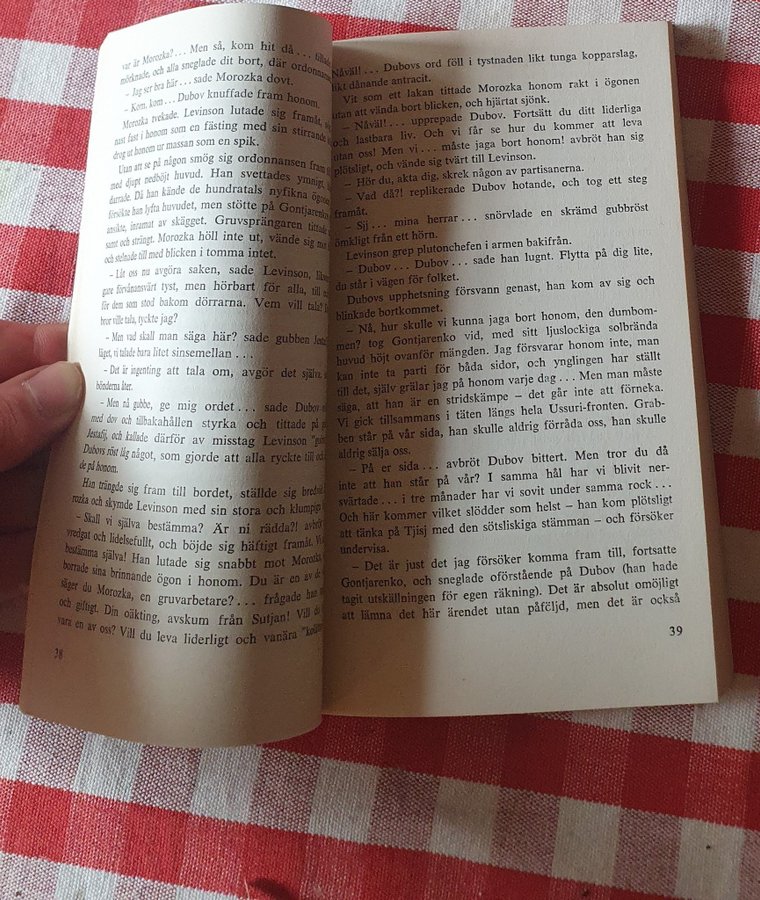 var är Morozka?... Men så, kom hit då...
mörknade, och alla sneglade dit bort, där ordonnansen
– Jag ser bra här... sade Morozka dovt.
– Kom, kom... Dubov knuffade fram honom.
Morozka tvekade. Levinson lutade sig framåt,
fast i honom som en fästing med sin stirrande
drog ut honom ur massan som en spik.
Utan att se på någon smög sig ordonnansen fram
med djupt nedböjt huvud. Han svettades ymnigt,
darrade. Då han kände de hundratals nyfikna ögonen
försökte han lyfta huvudet, men stötte på Gontjarenko
ansikte, inramat av skägget. Gruvsprängaren tittade
samt och strängt. Morozka höll inte ut, vände sig
och stelnade till med blicken i tomma intet.
– Låt oss nu avgöra saken, sade Levinson,
gare förvånansvärt tyst, men hörbart för alla, till
för dem som stod bakom dörrarna. Vem vill tala?
bror ville tala, tyckte jag?
– Men vad skall man säga här? sade gubben
läget, vi talade bara litet sinsemellan...
– Det är ingenting att tala om, avgör det själva
bönderna åter.
– Men nå gubbe, ge mig ordet... sade Dubov
med dov och tillbakahållen styrka och tittade på
Jestafij, och kallade därför av misstag Levinson
Dubovs röst låg något, som gjorde att alla ryckte till och
de på honom.
Han trängde sig fram till bordet, ställde sig bredvid
rozka och skymde Levinson med sin stora och klumpiga
– Skall vi själva bestämma? Är ni rädda?! avbröt
vredgat och lidelsefullt, och böjde sig häftigt framåt.
bestämma själva! Han lutade sig snabbt mot Morozka,
borrade sina brinnande ögon i honom. Du är en av de
säger du Morozka, en gruvarbetare?... frågade han
och giftigt. Din oäkting, avskum från Sutjan! Vill du
vara en av oss? Vill du leva liderligt och vanära
38
Nåväl!... Dubovs ord föll i tystnaden likt tunga kopparslag,
likt dånande antracit.
Vit som ett lakan tittade Morozka honom rakt i ögonen
utan att vända bort blicken, och hjärtat sjönk.
– Nåväl!... upprepade Dubov. Fortsätt du ditt liderliga
och lastbara liv. Och vi får se hur du kommer att leva
utan oss! Men vi... måste jaga bort honom! avbröt han sig
plötsligt, och vände sig tvärt till Levinson.
– Hör du, akta dig, skrek någon av partisanerna.
– Vad då?! replikerade Dubov hotande, och tog ett steg
framåt.
– Sjj... mina herrar... snörvlade en skrämd gubbröst
ömkligt från ett hörn.
Levinson grep plutonchefen i armen bakifrån.
– Dubov... Dubov... sade han lugnt. Flytta på dig lite,
du står i vägen för folket.
Dubovs upphetsning försvann genast, han kom av sig och
blinkade bortkommet.
– Nå, hur skulle vi kunna jaga bort honom, den dumbom-
men? tog Gontjarenko vid, med sitt ljuslockiga solbrända
huvud höjt ovanför mängden. Jag försvarar honom inte, man
kan inte ta parti för båda sidor, och ynglingen har ställt
till det, själv grälar jag på honom varje dag... Men man måste
säga, att han är en stridskämpe – det går inte att förneka.
Vi gick tillsammans i täten längs hela Ussuri-fronten. Grab-
ben står på vår sida, han skulle aldrig förråda oss, han skulle
aldrig sälja oss.
– På er sida... avbröt Dubov bittert. Men tror du då
inte att han står på vår? I samma hål har vi blivit ner-
svärtade... i tre månader har vi sovit under samma rock...
Och här kommer vilket slödder som helst – han kom plötsligt
att tänka på Tjisj med den sötsliskiga stämman – och försöker
undervisa.
– Det är just det jag försöker komma fram till, fortsatte
Gontjarenko, och sneglade oförstående på Dubov (han hade
tagit utskällningen för egen räkning). Det är absolut omöjligt
att lämna det här ärendet utan påföljd, men det är också
39